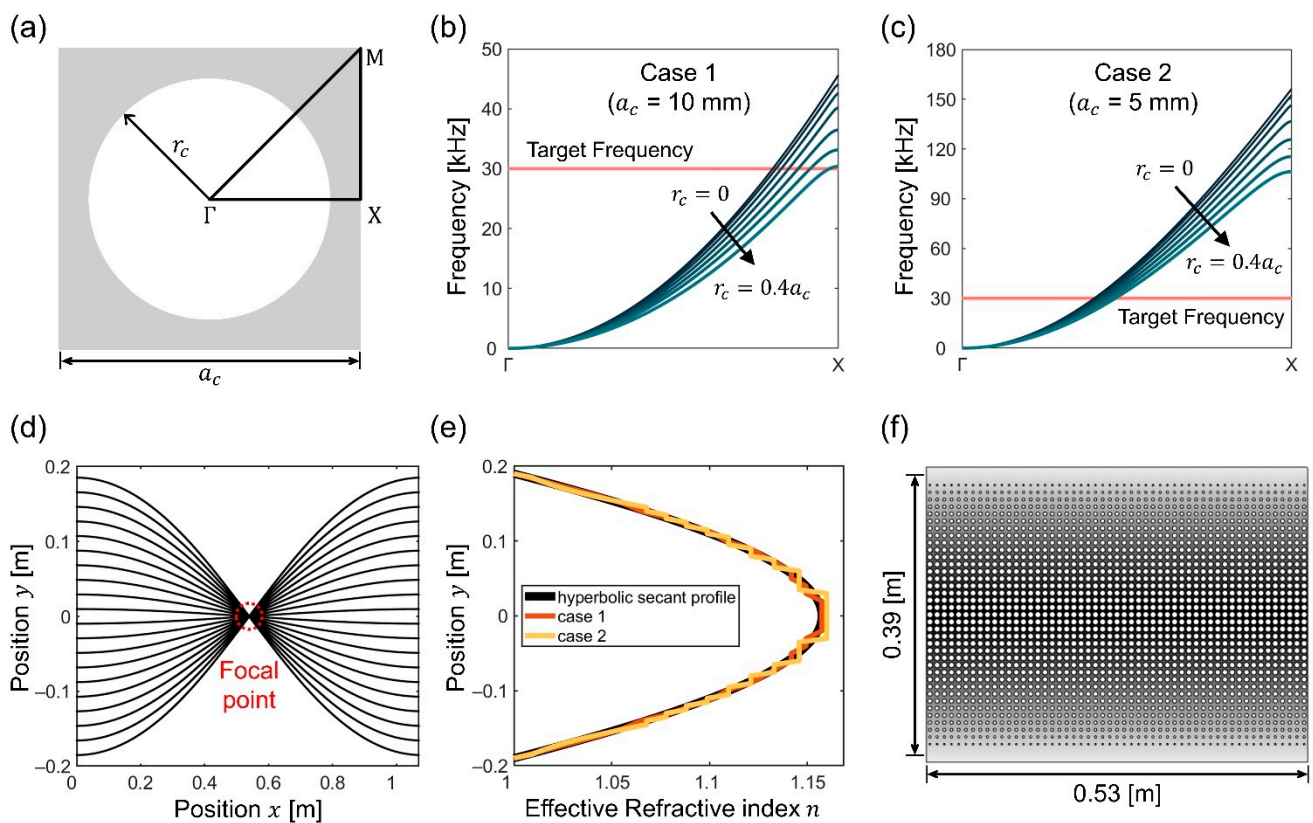 (a)
M
r_c
Γ
X
a_c
(b)
50
40
30
20
10
0
Frequency [kHz]
Case 1
(a_c = 10 mm)
Target Frequency
r_c = 0
r_c = 0.4a_c
Γ
X
(c)
180
150
120
90
60
30
0
Frequency [kHz]
Case 2
(a_c = 5 mm)
r_c = 0
r_c = 0.4a_c
Target Frequency
Γ
X
(d)
0.2
0.1
0
−0.1
−0.2
Position y [m]
Focal
point
0
0.2
0.4
0.6
0.8
1.0
Position x [m]
(e)
0.2
0.1
0
−0.1
−0.2
Position y [m]
hyperbolic secant profile
case 1
case 2
1
1.05
1.1
1.15
Effective Refractive index n
(f)
0.39 [m]
0.53 [m]